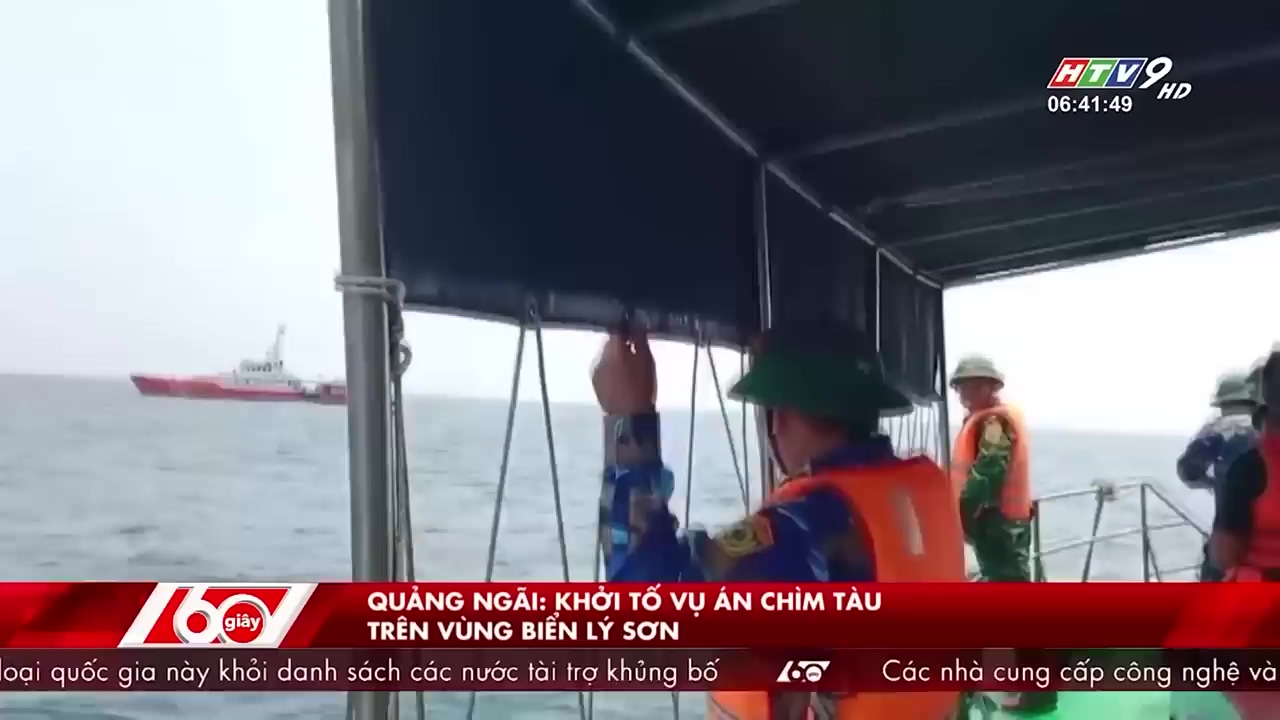 HTV9 HD
06:41:49
60 giây
QUẢNG NGÃI: KHỞI TỐ VỤ ÁN CHÌM TÀU
TRÊN VÙNG BIỂN LÝ SƠN
loại quốc gia này khỏi danh sách các nước tài trợ khủng bố 60 giây Các nhà cung cấp công nghệ và